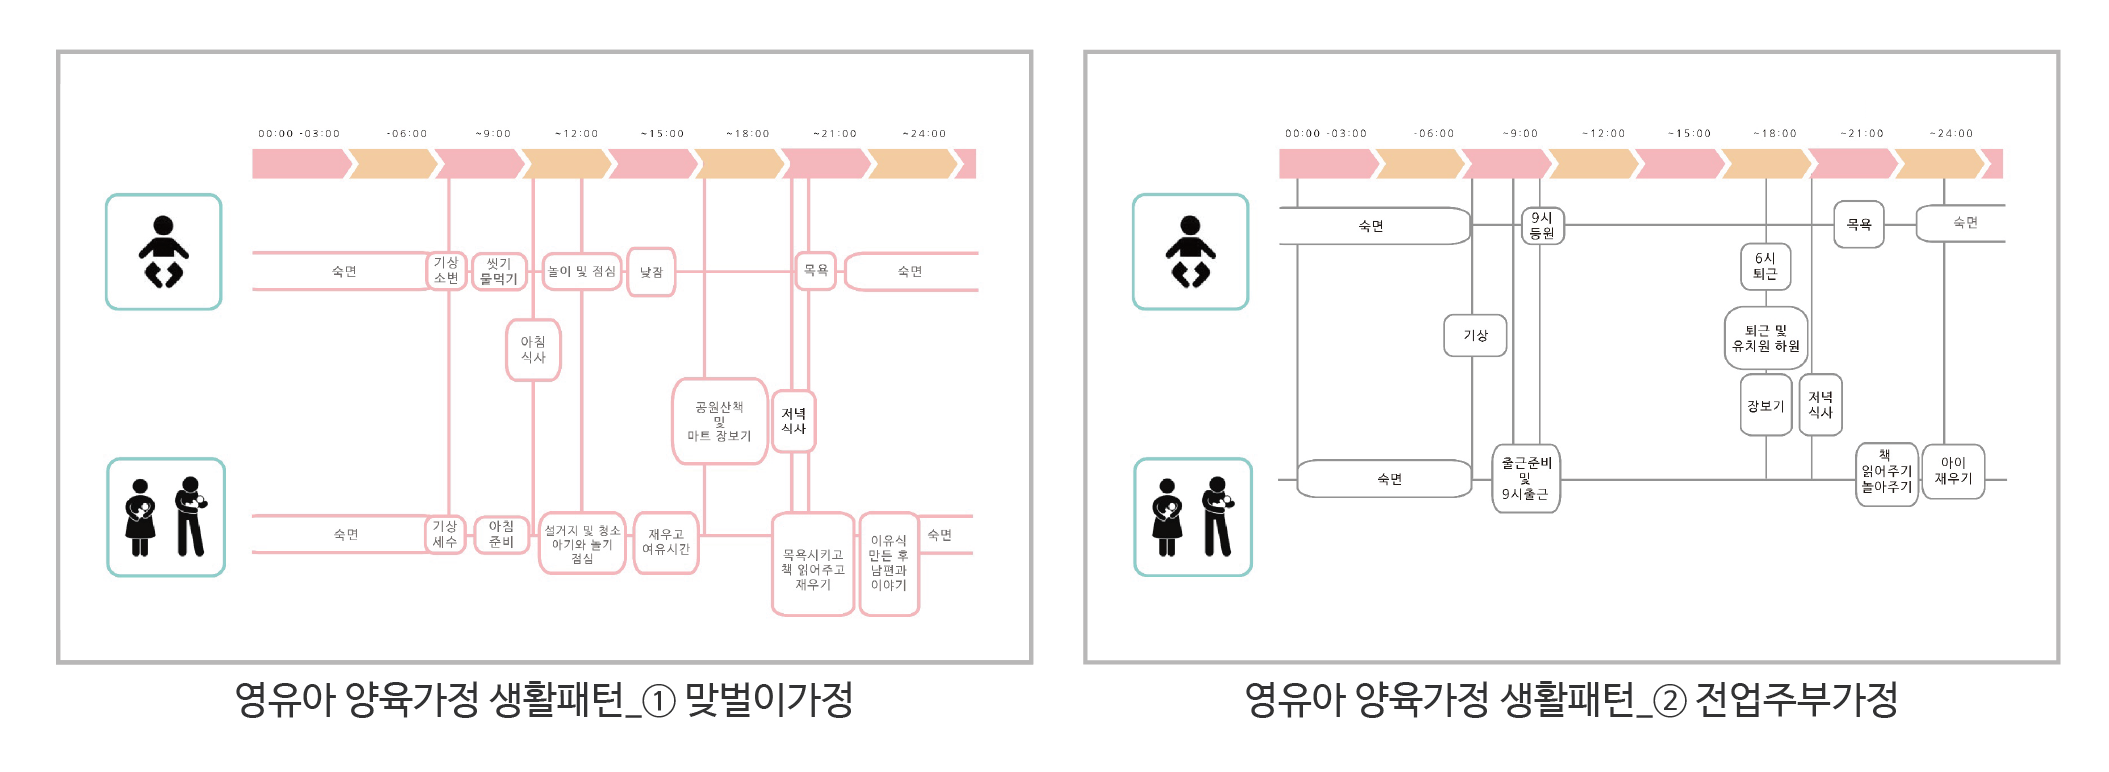 00:00 -03:00 -06:00 ~9:00 ~12:00 ~15:00 ~18:00 ~21:00 ~24:00
숙면
기상
소변
씻기
물먹기
놀이 및 점심
낮잠
목욕
숙면
아침
식사
공원산책
및
마트 장보기
저녁
식사
숙면
기상
세수
아침
준비
설거지 및 청소
아기와 놀기
점심
재우고
여유시간
목욕시키고
책 읽어주고
재우기
이유식
만든 후
남편과
이야기
숙면
영유아 양육가정 생활패턴_① 맞벌이가정
00:00 -03:00 -06:00 ~9:00 ~12:00 ~15:00 ~18:00 ~21:00 ~24:00
숙면
9시
등원
목욕
숙면
6시
퇴근
기상
퇴근 및
유치원 하원
장보기
저녁
식사
숙면
출근준비
및
9시출근
책
읽어주기
놀아주기
아이
재우기
영유아 양육가정 생활패턴_② 전업주부가정